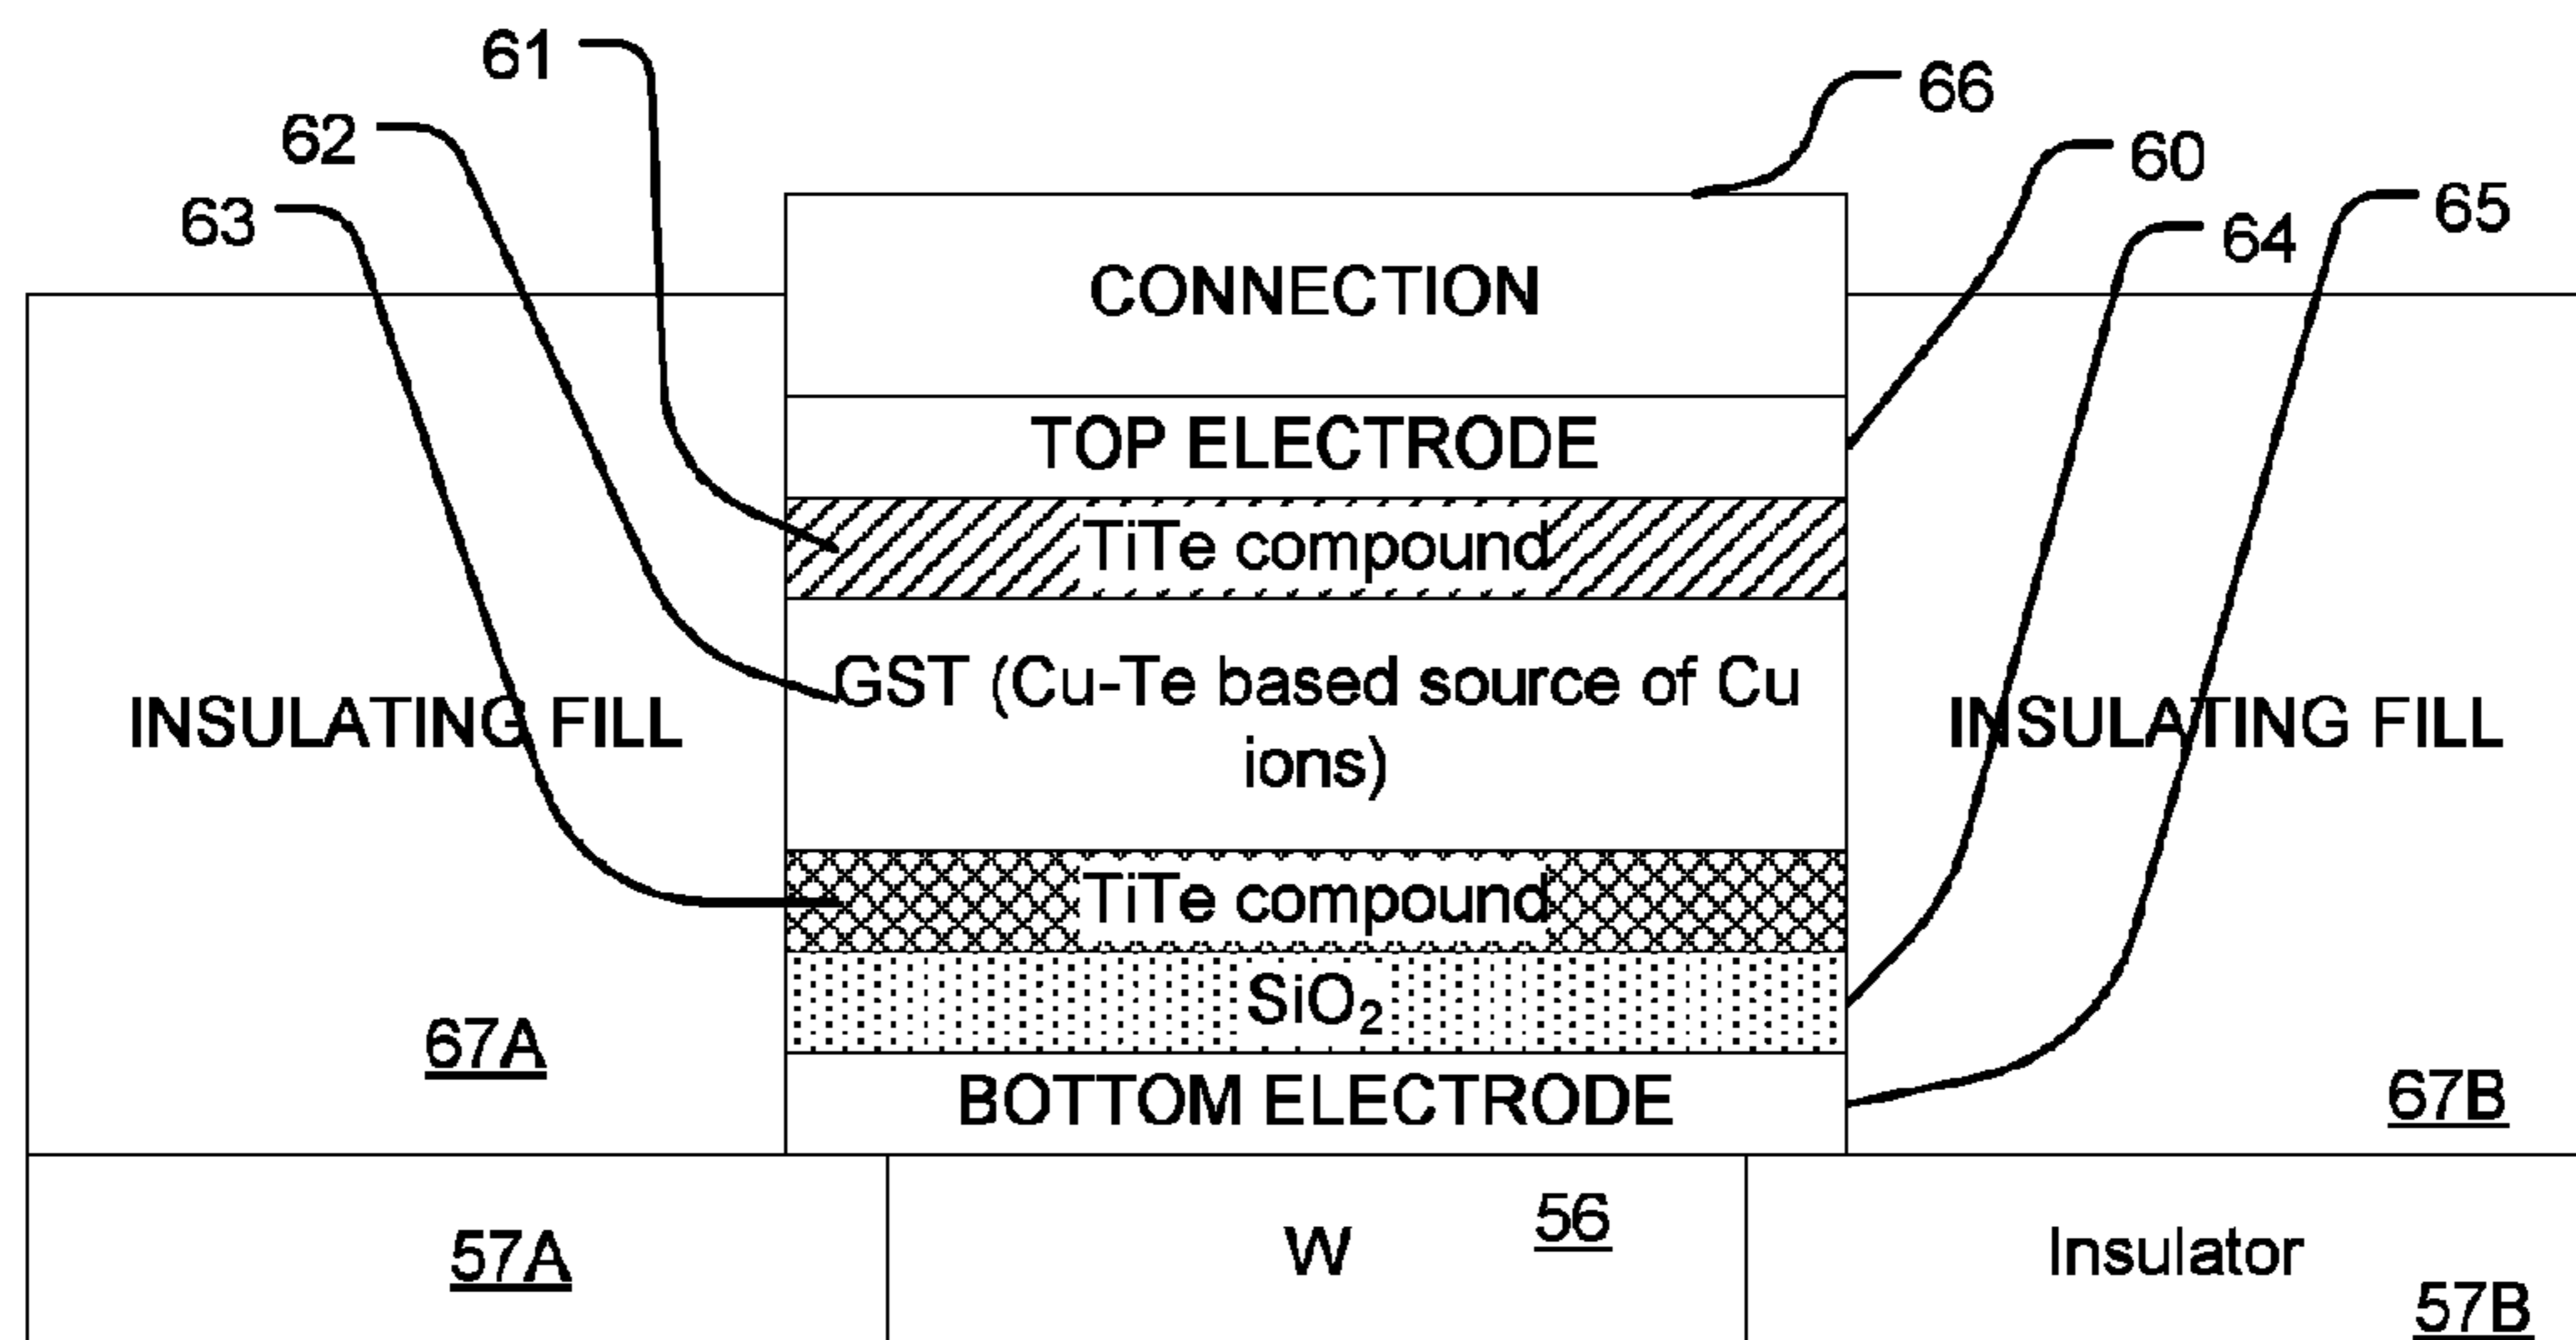 61
66
62
60
63
65
64
CONNECTION
TOP ELECTRODE
TiTe compound
GST (Cu-Te based source of Cu
ions)
INSULATING FILL
INSULATING FILL
TiTe compound
SiO₂
67A
BOTTOM ELECTRODE
67B
57A
W
56
Insulator
57B